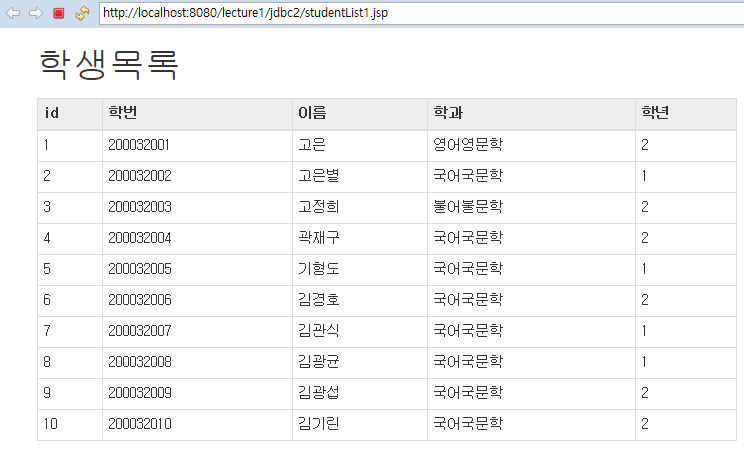 http://localhost:8080/lecture1/jdbc2/studentList1.jsp
학생목록
id 학번 이름 학과 학년
1 200032001 고은 영어영문학 2
2 200032002 고은별 국어국문학 1
3 200032003 고정희 불어불문학 2
4 200032004 곽재구 국어국문학 2
5 200032005 기형도 국어국문학 1
6 200032006 김경호 국어국문학 2
7 200032007 김관식 국어국문학 1
8 200032008 김광균 국어국문학 1
9 200032009 김광섭 국어국문학 2
10 200032010 김기린 국어국문학 2